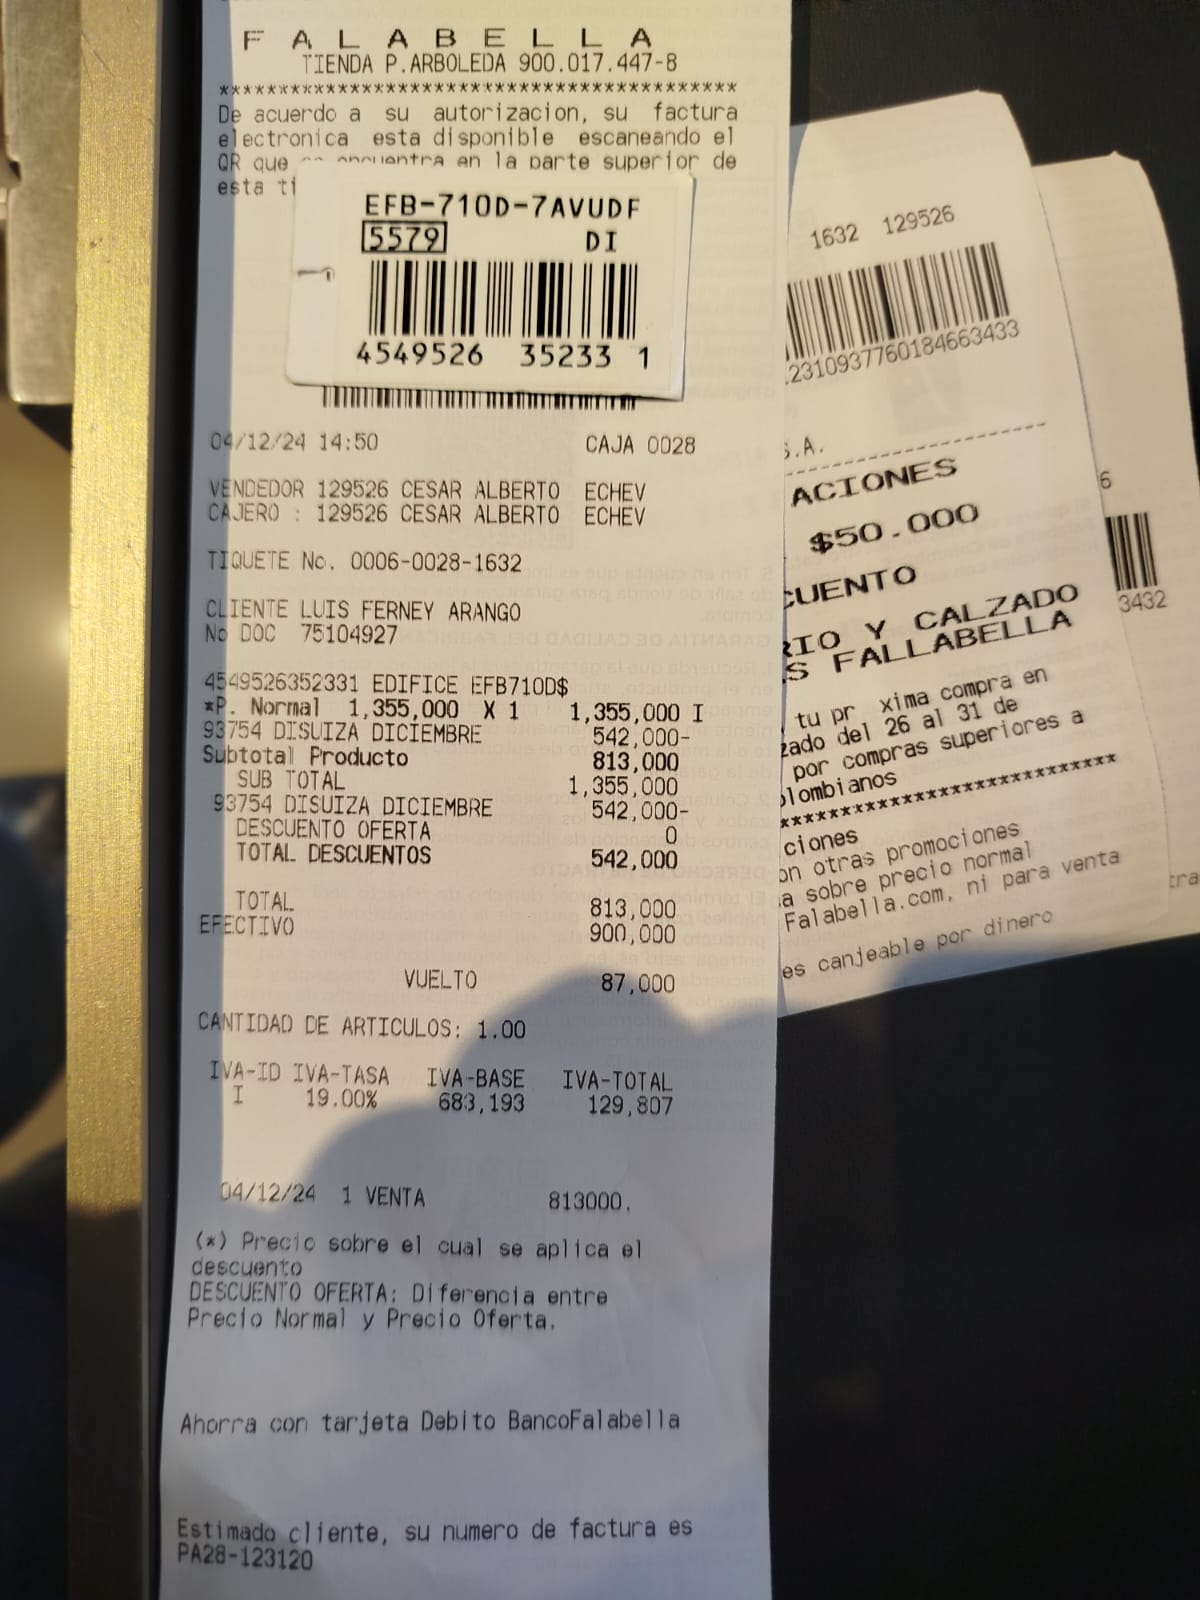 F A L A B E L L A
TIENDA P.ARBOLEDA 900.017.447-8
*******************************************
De acuerdo a su autorizacion, su factura
electronica esta disponible escaneando el
QR que se encuentra en la parte superior de
esta ti
EFB-710D-7AVUDF
5579 DI
4549526 35233 1
04/12/24 14:50 CAJA 0028
VENDEDOR 129526 CESAR ALBERTO ECHEV
CAJERO : 129526 CESAR ALBERTO ECHEV
TIQUETE No. 0006-0028-1632
CLIENTE LUIS FERNEY ARANGO
No DOC 75104927
4549526352331 EDIFICE EFB710D$
*P. Normal 1,355,000 X 1 1,355,000 I
93754 DISUIZA DICIEMBRE 542,000-
Subtotal Producto 813,000
SUB TOTAL 1,355,000
93754 DISUIZA DICIEMBRE 542,000-
DESCUENTO OFERTA 0
TOTAL DESCUENTOS 542,000
TOTAL 813,000
EFECTIVO 900,000
VUELTO 87,000
CANTIDAD DE ARTICULOS: 1.00
IVA-ID IVA-TASA IVA-BASE IVA-TOTAL
I 19.00% 683,193 129,807
04/12/24 1 VENTA 813000.
(*) Precio sobre el cual se aplica el
descuento
DESCUENTO OFERTA: Diferencia entre
Precio Normal y Precio Oferta.
Ahorra con tarjeta Debito BancoFalabella
Estimado cliente, su numero de factura es
PA28-123120
1632 129526
2310937760184663433
S.A.
ACIONES
$50.000
CUENTO
RIO Y CALZADO
S FALLABELLA
tu pr xima compra en
zado del 26 al 31 de
por compras superiores a
olombianos
*******************************
ciones
on otras promociones
a sobre precio normal
Falabella.com, ni para venta
es canjeable por dinero
6
3432
tra